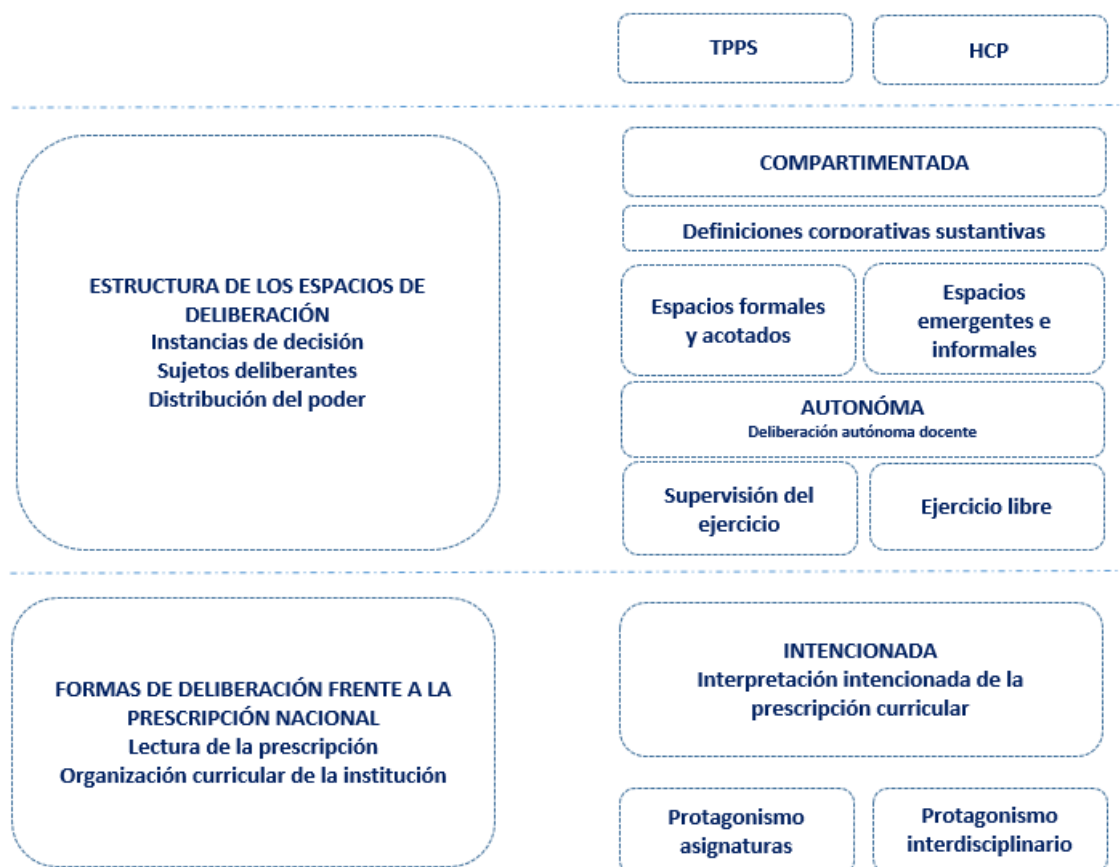 TPPS
HCP
ESTRUCTURA DE LOS ESPACIOS DE
DELIBERACIÓN
Instancias de decisión
Sujetos deliberantes
Distribución del poder
COMPARTIMENTADA
Definiciones corporativas sustantivas
Espacios formales
y acotados
Espacios
emergentes e
informales
AUTONÓMA
Deliberación autónoma docente
Supervisión del
ejercicio
Ejercicio libre
FORMAS DE DELIBERACIÓN FRENTE A LA
PRESCRIPCIÓN NACIONAL
Lectura de la prescripción
Organización curricular de la institución
INTENCIONADA
Interpretación intencionada de la
prescripción curricular
Protagonismo
asignaturas
Protagonismo
interdisciplinario